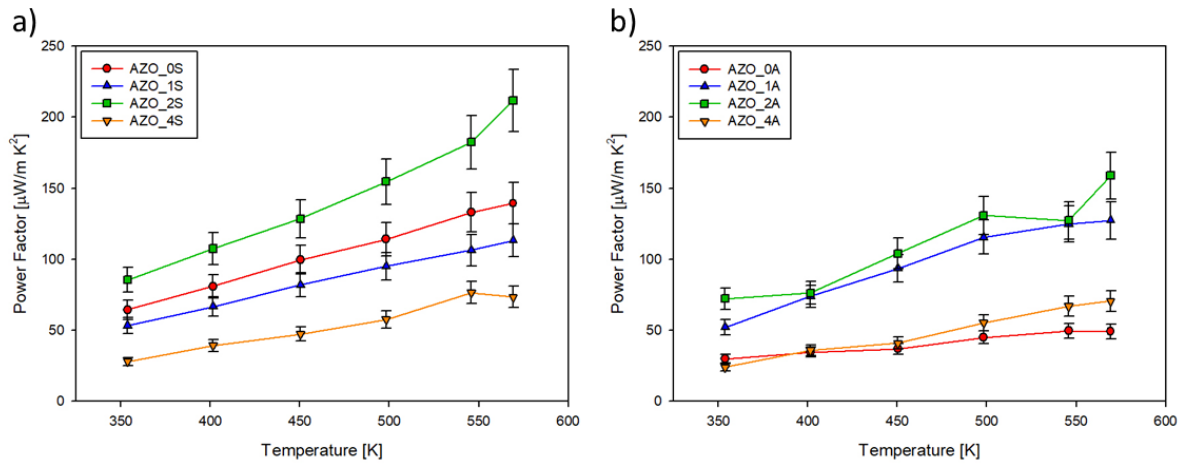 a)
250
200
150
100
50
0
Power Factor [μW/m K²]
AZO_0S
AZO_1S
AZO_2S
AZO_4S
350 400 450 500 550 600
Temperature [K]
b)
250
200
150
100
50
0
Power Factor [μW/m K²]
AZO_0A
AZO_1A
AZO_2A
AZO_4A
350 400 450 500 550 600
Temperature [K]